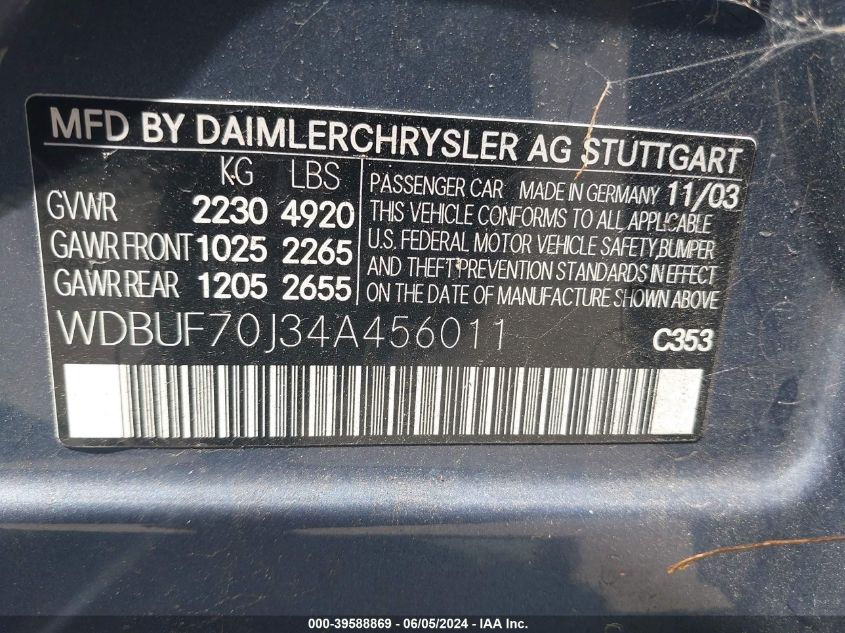 MFD BY DAIMLERCHRYSLER AG STUTTGART
KG LBS
GVWR 2230 4920
GAWR FRONT 1025 2265
GAWR REAR 1205 2655
PASSENGER CAR MADE IN GERMANY 11/03
THIS VEHICLE CONFORMS TO ALL APPLICABLE
U.S. FEDERAL MOTOR VEHICLE SAFETY, BUMPER
AND THEFT PREVENTION STANDARDS IN EFFECT
ON THE DATE OF MANUFACTURE SHOWN ABOVE
WDBUF70J34A456011 C353
000-39588869 / 06/05/2024 - IAA Inc.